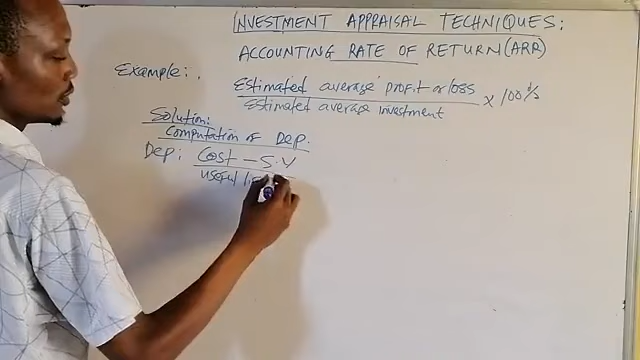 INVESTMENT APPRAISAL TECHNIQUES:
ACCOUNTING RATE OF RETURN (ARR)
Example:
Estimated average profit or loss
Estimated average investment
× 100%
Solution:
Computation of Dep.
Dep: Cost - S.V
useful